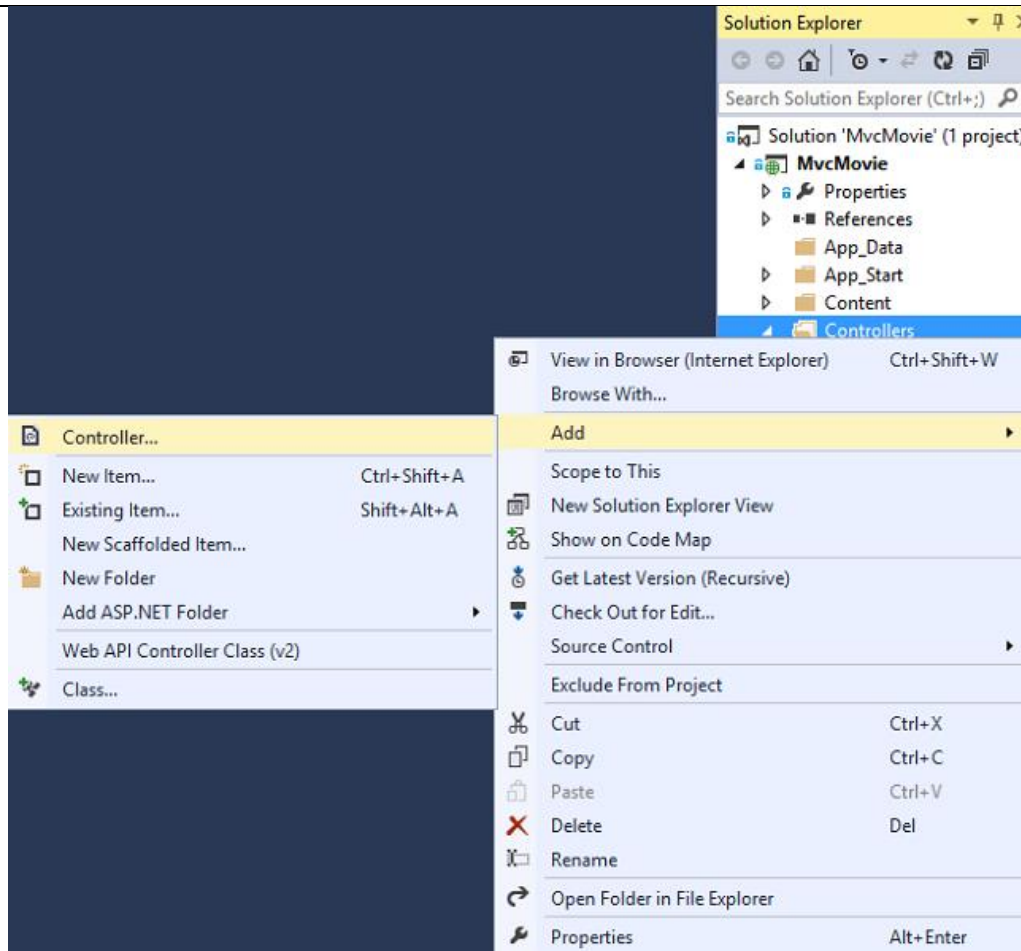 Solution Explorer
Search Solution Explorer (Ctrl+;)
Solution 'MvcMovie' (1 project)
MvcMovie
Properties
References
App_Data
App_Start
Content
Controllers
View in Browser (Internet Explorer) Ctrl+Shift+W
Browse With...
Add
Scope to This
New Solution Explorer View
Show on Code Map
Get Latest Version (Recursive)
Check Out for Edit...
Source Control
Exclude From Project
Cut Ctrl+X
Copy Ctrl+C
Paste Ctrl+V
Delete Del
Rename
Open Folder in File Explorer
Properties Alt+Enter
Controller...
New Item... Ctrl+Shift+A
Existing Item... Shift+Alt+A
New Scaffolded Item...
New Folder
Add ASP.NET Folder
Web API Controller Class (v2)
Class...